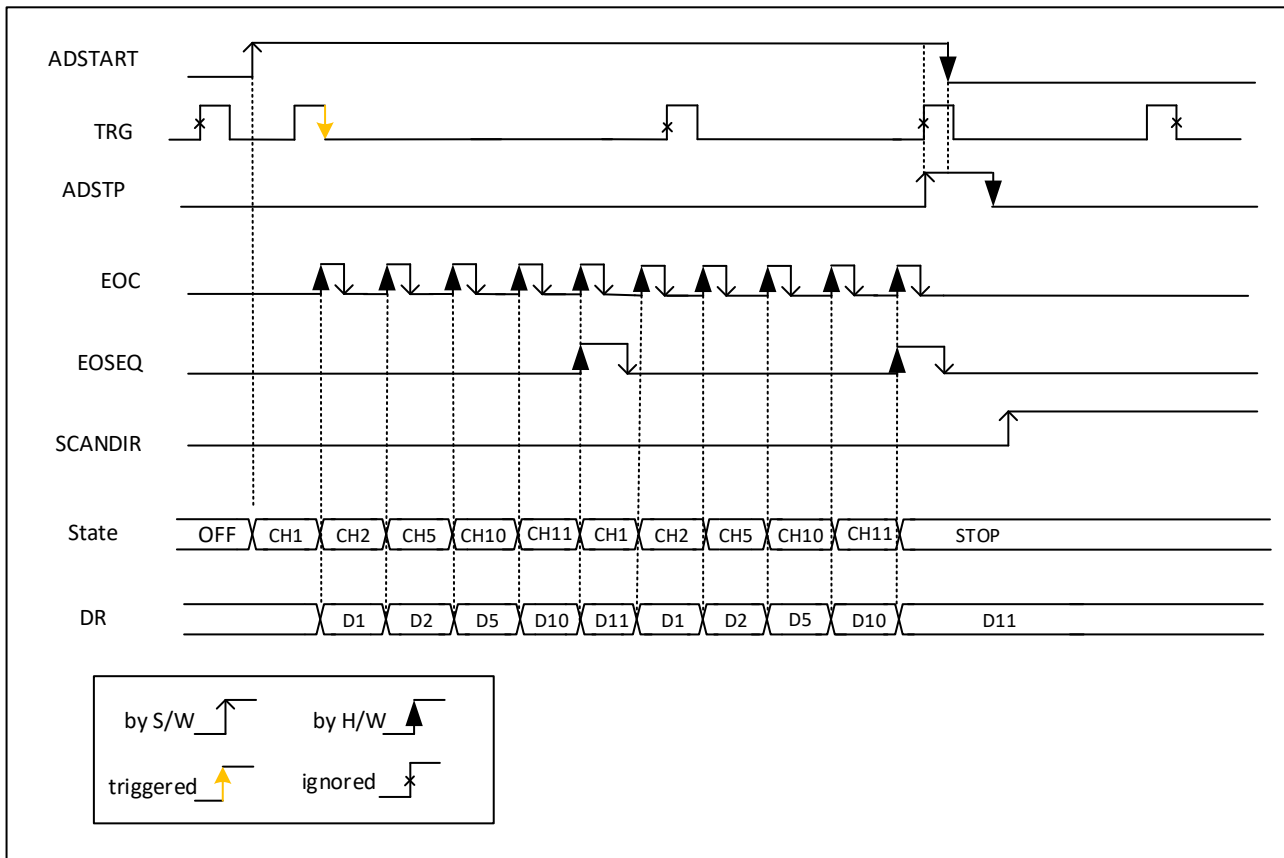 ADSTART
TRG
ADSTP
EOC
EOSEQ
SCANDIR
State OFF CH1 CH2 CH5 CH10 CH11 CH1 CH2 CH5 CH10 CH11 STOP
DR D1 D2 D5 D10 D11 D1 D2 D5 D10 D11
by S/W by H/W
triggered ignored